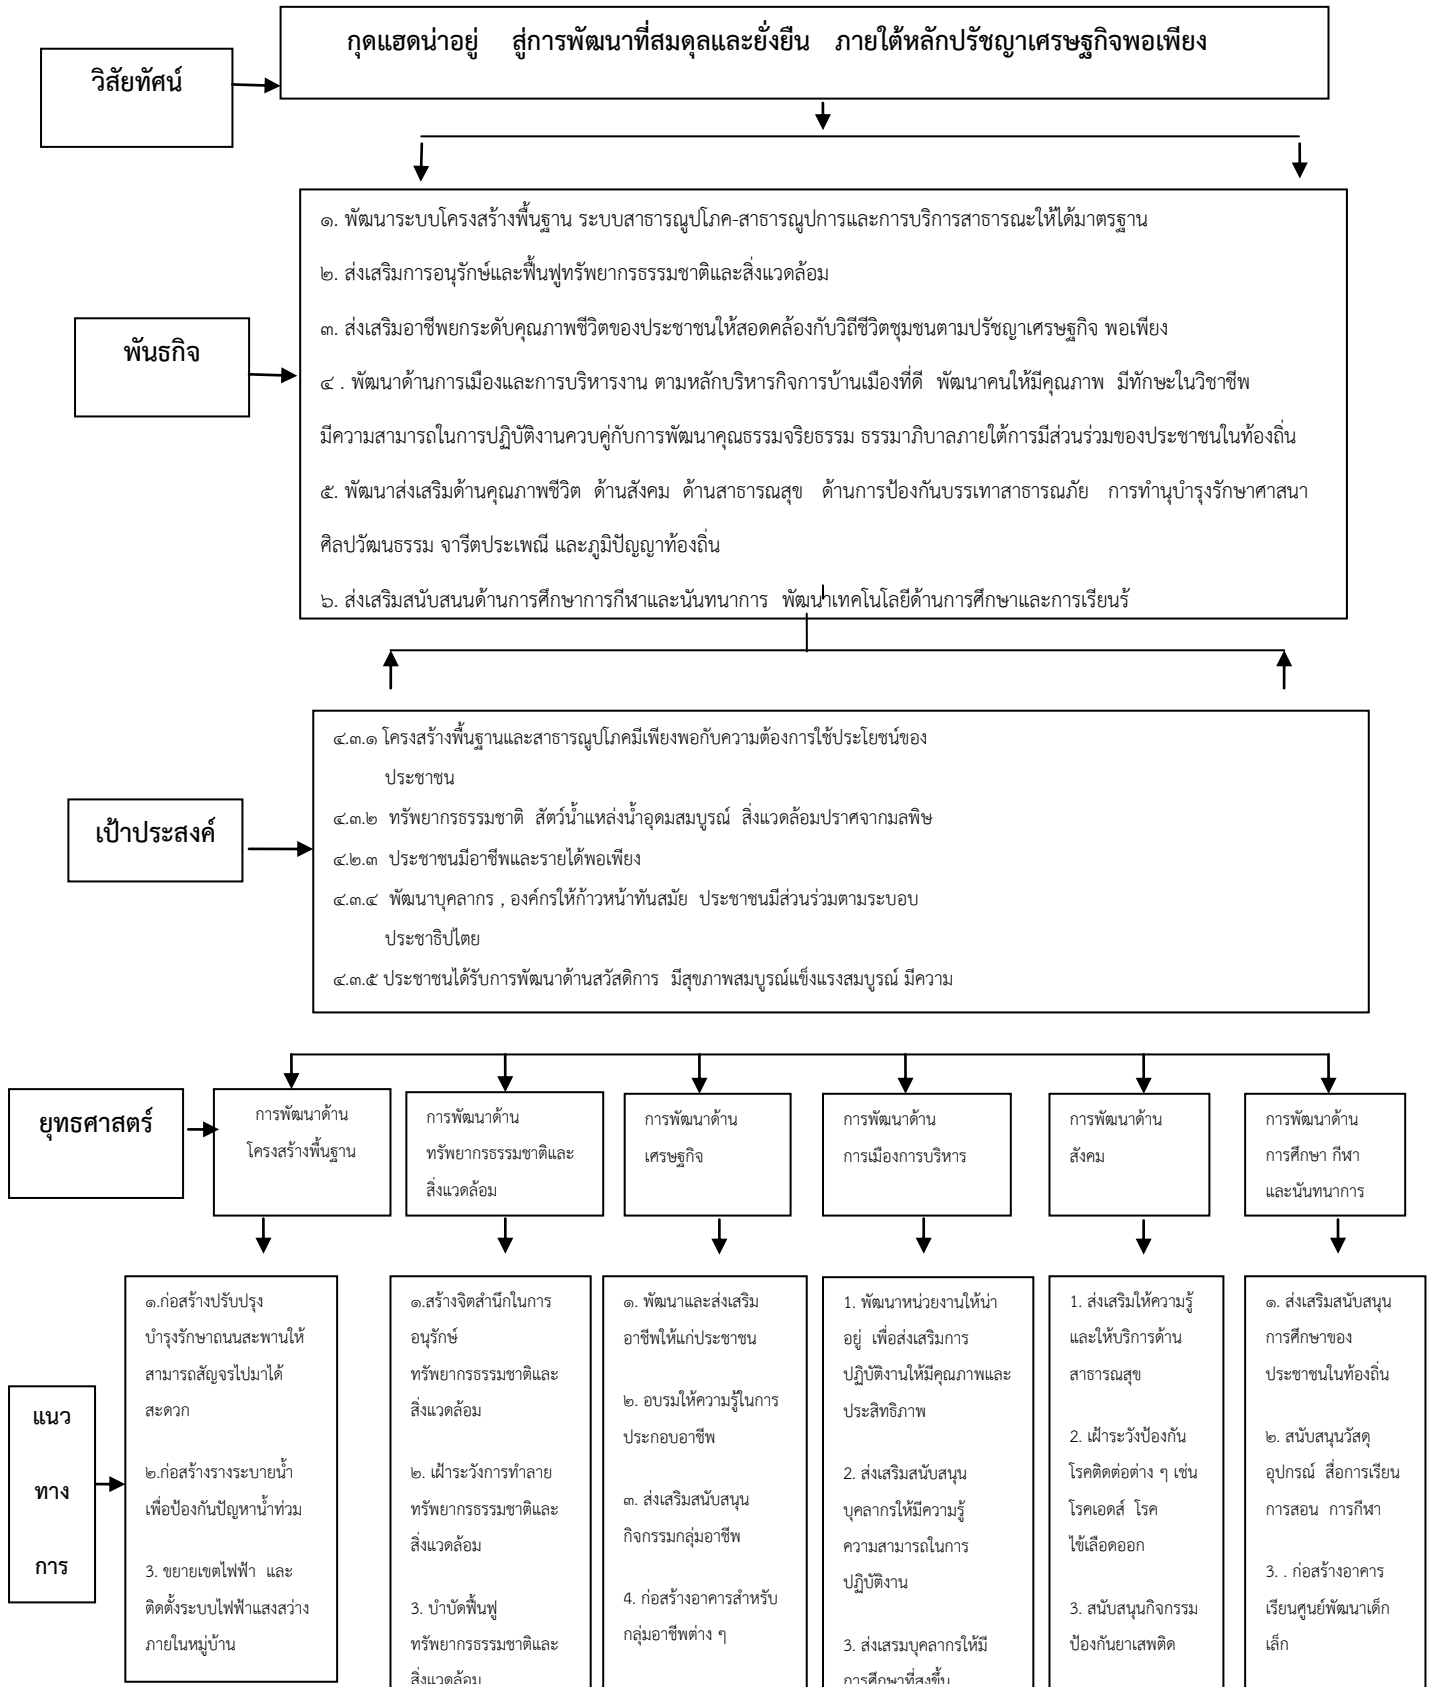 กุดแฮดน่าอยู่ สู่การพัฒนาที่สมดุลและยั่งยืน ภายใต้หลักปรัชญาเศรษฐกิจพอเพียง
วิสัยทัศน์
๑. พัฒนาระบบโครงสร้างพื้นฐาน ระบบสาธารณูปโภค-สาธารณูปการและการบริการสาธารณะให้ได้มาตรฐาน
๒. ส่งเสริมการอนุรักษ์และฟื้นฟูทรัพยากรธรรมชาติและสิ่งแวดล้อม
๓. ส่งเสริมอาชีพยกระดับคุณภาพชีวิตของประชาชนให้สอดคล้องกับวิถีชีวิตชุมชนตามปรัชญาเศรษฐกิจ พอเพียง
พันธกิจ
๔ . พัฒนาด้านการเมืองและการบริหารงาน ตามหลักบริหารกิจการบ้านเมืองที่ดี พัฒนาคนให้มีคุณภาพ มีทักษะในวิชาชีพ
มีความสามารถในการปฏิบัติงานควบคู่กับการพัฒนาคุณธรรมจริยธรรม ธรรมาภิบาลภายใต้การมีส่วนร่วมของประชาชนในท้องถิ่น
๕. พัฒนาส่งเสริมด้านคุณภาพชีวิต ด้านสังคม ด้านสาธารณสุข ด้านการป้องกันบรรเทาสาธารณภัย การทำนุบำรุงรักษาศาสนา
ศิลปวัฒนธรรม จารีตประเพณี และภูมิปัญญาท้องถิ่น
๖. ส่งเสริมสนับสนนด้านการศึกษาการกีฬาและนันทนาการ พัฒนาเทคโนโลยีด้านการศึกษาและการเรียนรู้
๔.๓.๑ โครงสร้างพื้นฐานและสาธารณูปโภคมีเพียงพอกับความต้องการใช้ประโยชน์ของ
ประชาชน
๔.๓.๒ ทรัพยากรธรรมชาติ สัตว์น้ำแหล่งน้ำอุดมสมบูรณ์ สิ่งแวดล้อมปราศจากมลพิษ
เป้าประสงค์
๔.๒.๓ ประชาชนมีอาชีพและรายได้พอเพียง
๔.๓.๔ พัฒนาบุคลากร , องค์กรให้ก้าวหน้าทันสมัย ประชาชนมีส่วนร่วมตามระบอบ
ประชาธิปไตย
๔.๓.๕ ประชาชนได้รับการพัฒนาด้านสวัสดิการ มีสุขภาพสมบูรณ์แข็งแรงสมบูรณ์ มีความ
ยุทธศาสตร์
การพัฒนาด้าน
โครงสร้างพื้นฐาน
การพัฒนาด้าน
ทรัพยากรธรรมชาติและ
สิ่งแวดล้อม
การพัฒนาด้าน
เศรษฐกิจ
การพัฒนาด้าน
การเมืองการบริหาร
การพัฒนาด้าน
สังคม
การพัฒนาด้าน
การศึกษา กีฬา
และนันทนาการ
แนว
ทาง
การ
๑.ก่อสร้างปรับปรุง
บำรุงรักษาถนนสะพานให้
สามารถสัญจรไปมาได้
สะดวก
๒.ก่อสร้างรางระบายน้ำ
เพื่อป้องกันปัญหาน้ำท่วม
3. ขยายเขตไฟฟ้า และ
ติดตั้งระบบไฟฟ้าแสงสว่าง
ภายในหมู่บ้าน
๑.สร้างจิตสำนึกในการ
อนุรักษ์
ทรัพยากรธรรมชาติและ
สิ่งแวดล้อม
๒. เฝ้าระวังการทำลาย
ทรัพยากรธรรมชาติและ
สิ่งแวดล้อม
3. บำบัดฟื้นฟู
ทรัพยากรธรรมชาติและ
สิ่งแวดล้อม
๑. พัฒนาและส่งเสริม
อาชีพให้แก่ประชาชน
๒. อบรมให้ความรู้ในการ
ประกอบอาชีพ
๓. ส่งเสริมสนับสนุน
กิจกรรมกลุ่มอาชีพ
4. ก่อสร้างอาคารสำหรับ
กลุ่มอาชีพต่าง ๆ
1. พัฒนาหน่วยงานให้น่า
อยู่ เพื่อส่งเสริมการ
ปฏิบัติงานให้มีคุณภาพและ
ประสิทธิภาพ
2. ส่งเสริมสนับสนุน
บุคลากรให้มีความรู้
ความสามารถในการ
ปฏิบัติงาน
3. ส่งเสรมบุคลากรให้มี
การศึกษาที่สูงขึ้น
1. ส่งเสริมให้ความรู้
และให้บริการด้าน
สาธารณสุข
2. เฝ้าระวังป้องกัน
โรคติดต่อต่าง ๆ เช่น
โรคเอดส์ โรค
ไข้เลือดออก
3. สนับสนุนกิจกรรม
ป้องกันยาเสพติด
๑. ส่งเสริมสนับสนุน
การศึกษาของ
ประชาชนในท้องถิ่น
๒. สนับสนุนวัสดุ
อุปกรณ์ สื่อการเรียน
การสอน การกีฬา
3. . ก่อสร้างอาคาร
เรียนศูนย์พัฒนาเด็ก
เล็ก